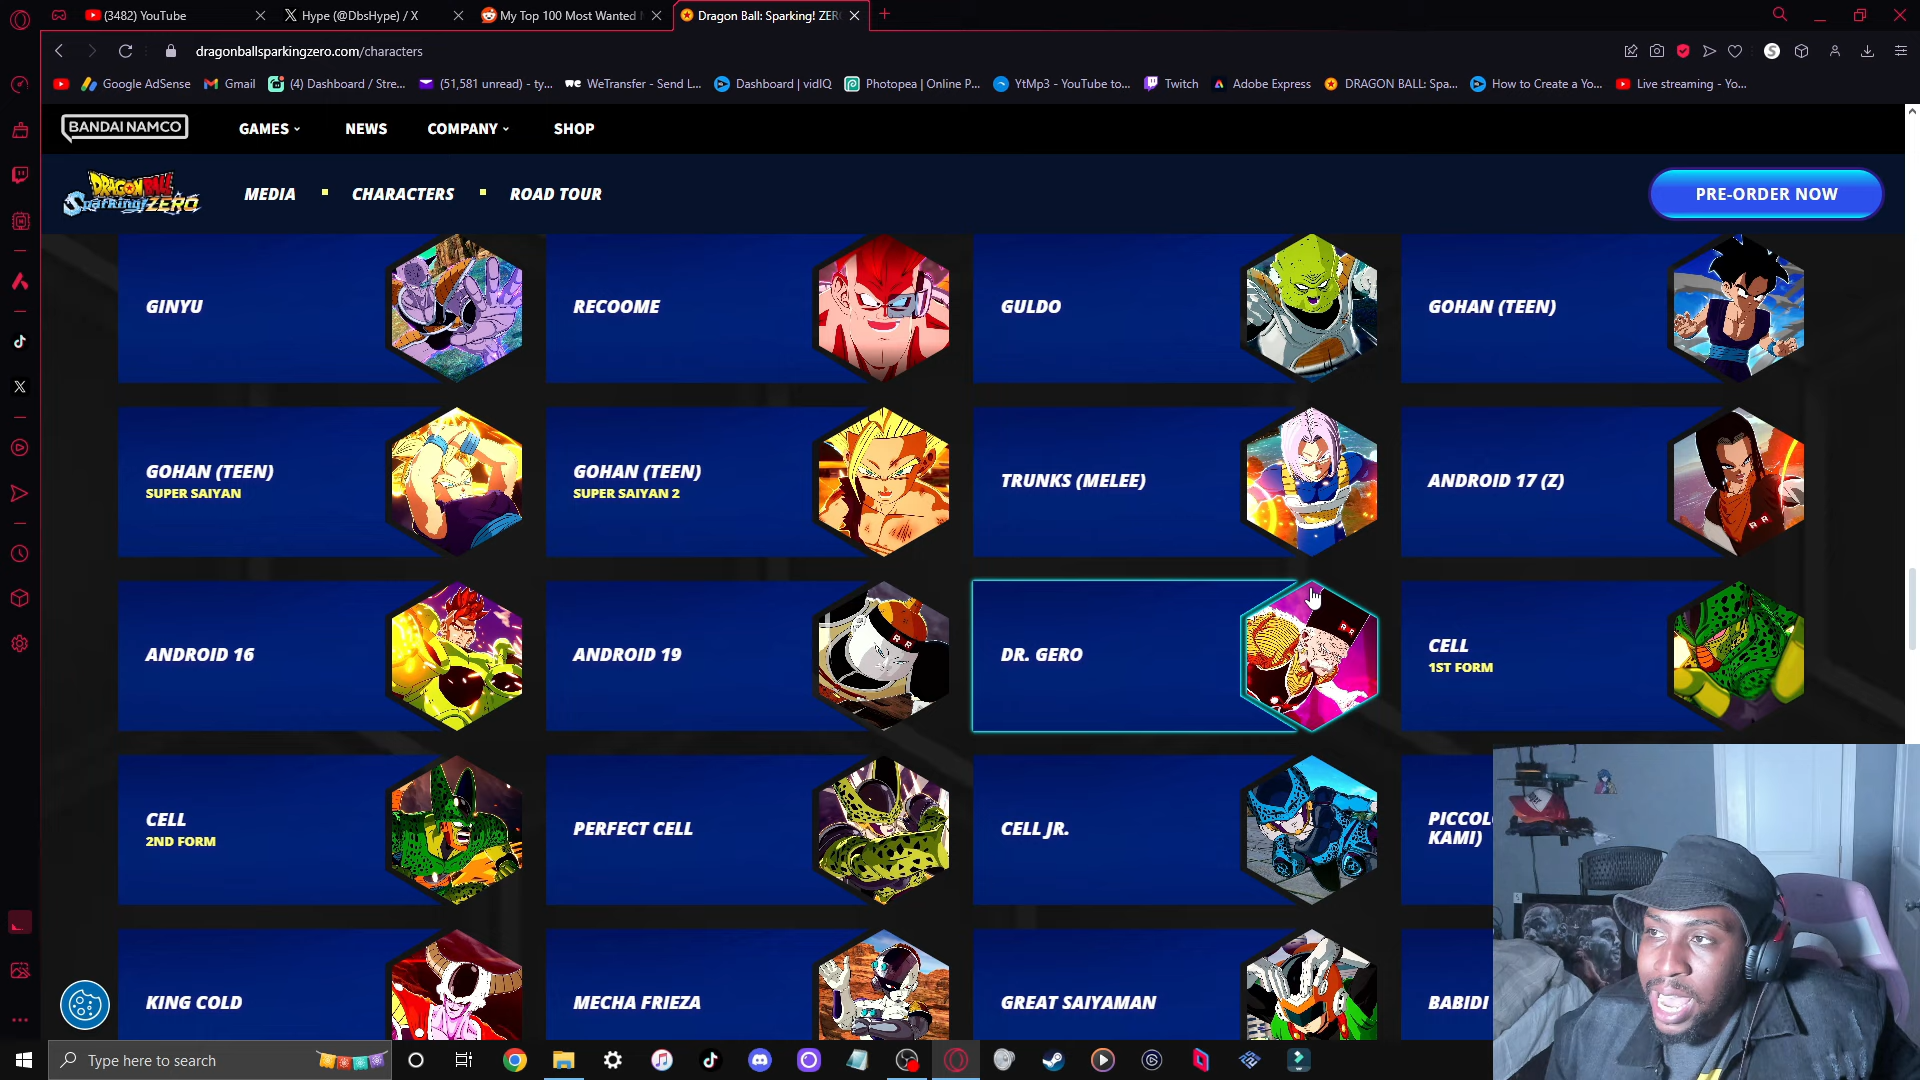 (3482) YouTube
Hype (@DbsHype) / X
My Top 100 Most Wanted
Dragon Ball: Sparking! ZER
dragonballsparkingzero.com/characters
Google AdSense
Gmail
(4) Dashboard / Stre...
(51,581 unread) - ty...
WeTransfer - Send L...
Dashboard | vidIQ
Photopea | Online P...
YtMp3 - YouTube to...
Twitch
Adobe Express
DRAGON BALL: Spa...
How to Create a Yo...
Live streaming - Yo...
BANDAI NAMCO
GAMES
NEWS
COMPANY
SHOP
DRAGON BALL
Sparking! ZERO
MEDIA
CHARACTERS
ROAD TOUR
PRE-ORDER NOW
GINYU
RECOOME
GULDO
GOHAN (TEEN)
GOHAN (TEEN)
SUPER SAIYAN
GOHAN (TEEN)
SUPER SAIYAN 2
TRUNKS (MELEE)
ANDROID 17 (Z)
ANDROID 16
ANDROID 19
DR. GERO
CELL
1ST FORM
CELL
2ND FORM
PERFECT CELL
CELL JR.
PICCOL
KAMI)
KING COLD
MECHA FRIEZA
GREAT SAIYAMAN
BABIDI
Type here to search